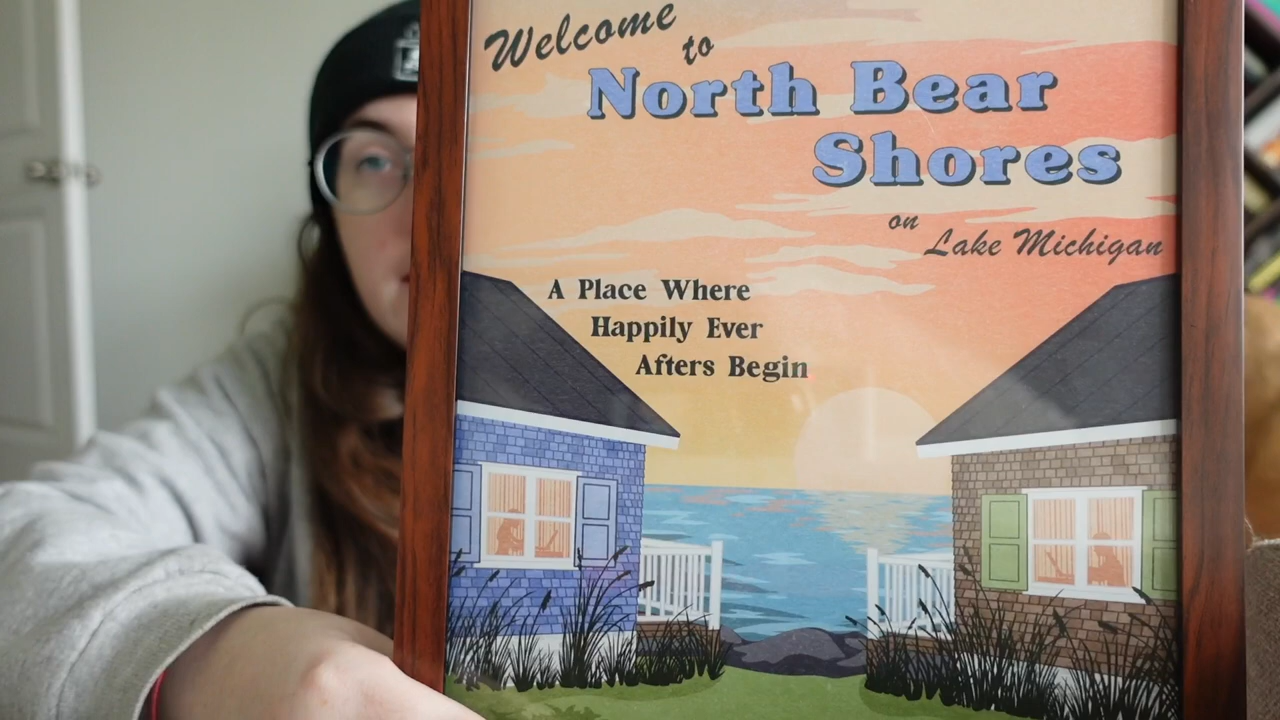 Welcome
to
North Bear
Shores
on
Lake Michigan
A Place Where
Happily Ever
Afters Begin